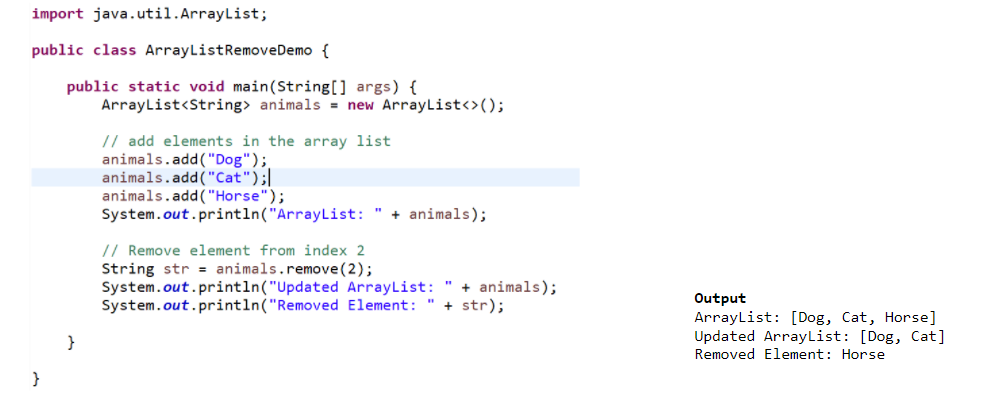 import java.util.ArrayList;
public class ArrayListRemoveDemo {
public static void main(String[] args) {
ArrayList<String> animals = new ArrayList<>();
// add elements in the array list
animals.add("Dog");
animals.add("Cat");
animals.add("Horse");
System.out.println("ArrayList: " + animals);
// Remove element from index 2
String str = animals.remove(2);
System.out.println("Updated ArrayList: " + animals);
System.out.println("Removed Element: " + str);
}
}
Output
ArrayList: [Dog, Cat, Horse]
Updated ArrayList: [Dog, Cat]
Removed Element: Horse